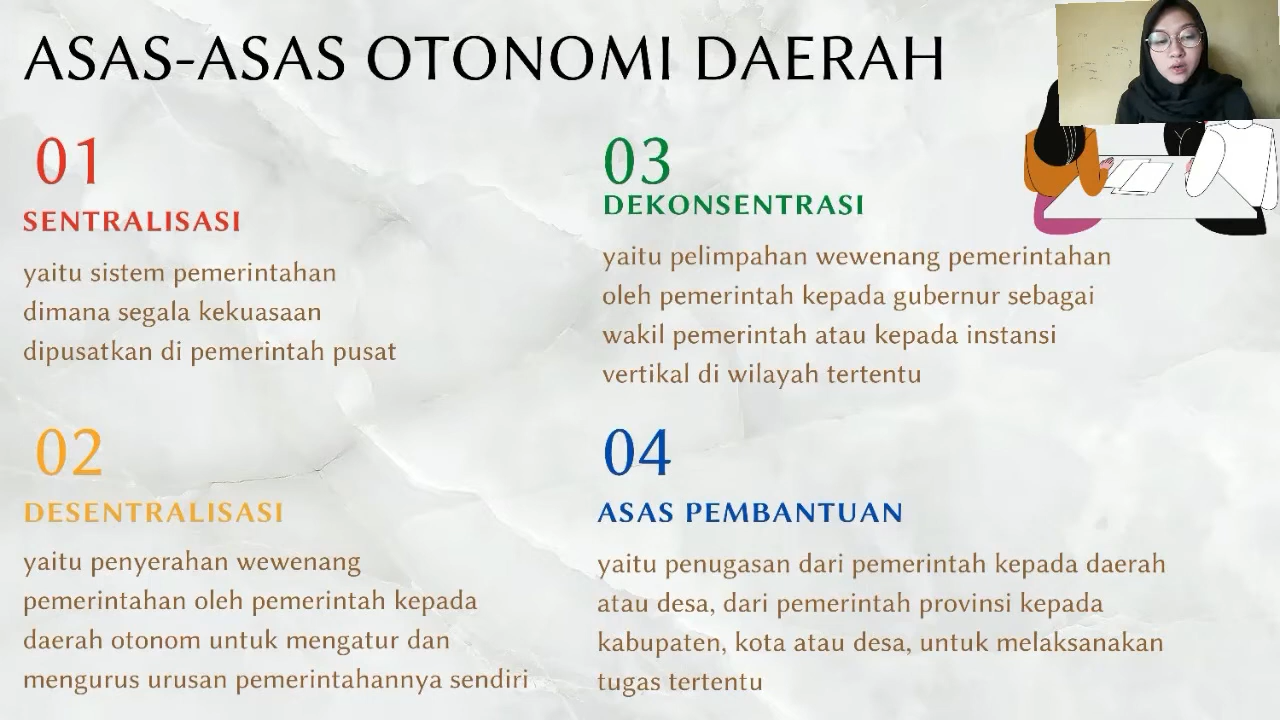 ASAS-ASAS OTONOMI DAERAH
01
SENTRALISASI
yaitu sistem pemerintahan
dimana segala kekuasaan
dipusatkan di pemerintah pusat
02
DESENTRALISASI
yaitu penyerahan wewenang
pemerintahan oleh pemerintah kepada
daerah otonom untuk mengatur dan
mengurus urusan pemerintahannya sendiri
03
DEKONSENTRASI
yaitu pelimpahan wewenang pemerintahan
oleh pemerintah kepada gubernur sebagai
wakil pemerintah atau kepada instansi
vertikal di wilayah tertentu
04
ASAS PEMBANTUAN
yaitu penugasan dari pemerintah kepada daerah
atau desa, dari pemerintah provinsi kepada
kabupaten, kota atau desa, untuk melaksanakan
tugas tertentu